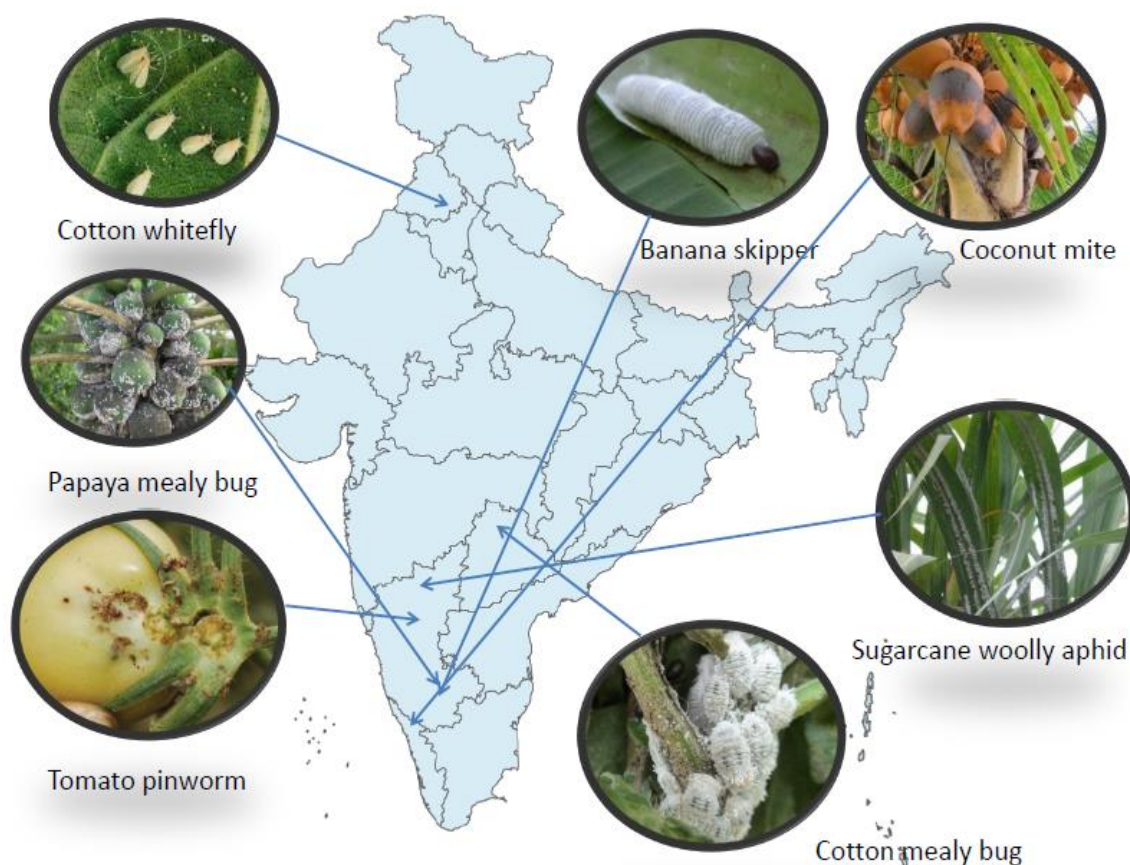 Cotton whitefly
Banana skipper
Coconut mite
Papaya mealy bug
Sugarcane woolly aphid
Tomato pinworm
Cotton mealy bug